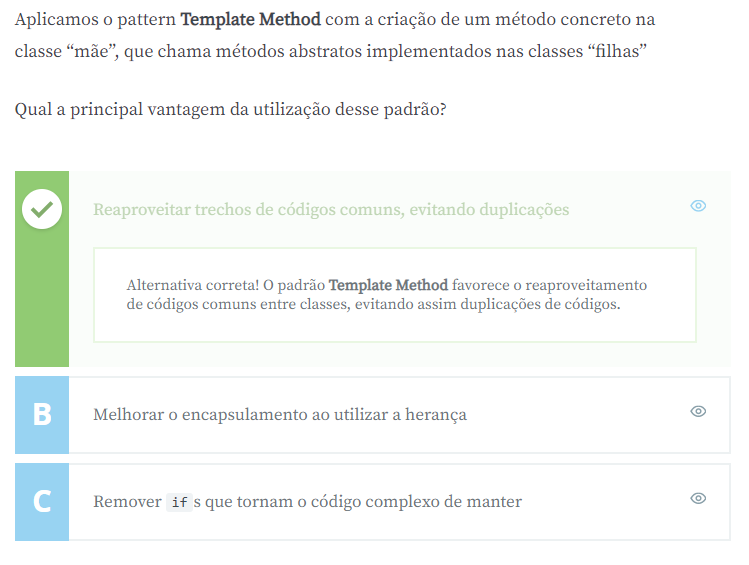 Aplicamos o pattern Template Method com a criação de um método concreto na
classe “mãe”, que chama métodos abstratos implementados nas classes “filhas”
Qual a principal vantagem da utilização desse padrão?
Reaproveitar trechos de códigos comuns, evitando duplicações
Alternativa correta! O padrão Template Method favorece o reaproveitamento
de códigos comuns entre classes, evitando assim duplicações de códigos.
B Melhorar o encapsulamento ao utilizar a herança
C Remover if s que tornam o código complexo de manter